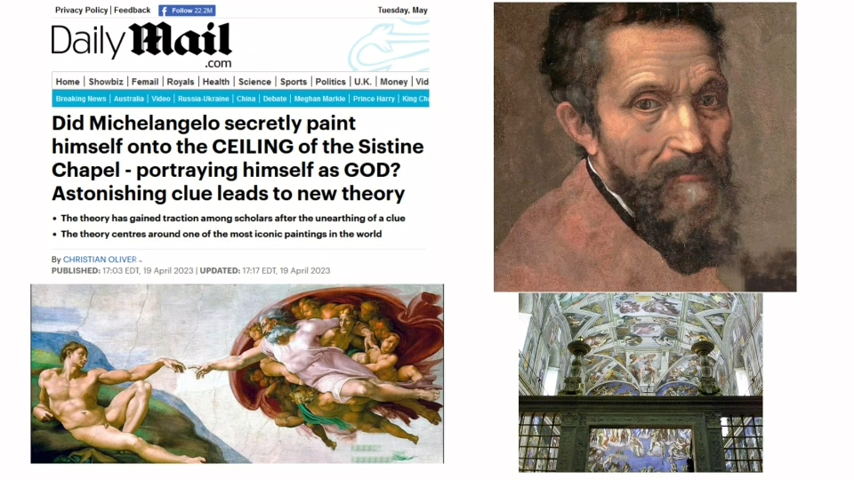 Privacy Policy | Feedback Follow 22.2M Tuesday, May
Daily Mail
.com
Home | Showbiz | Femail | Royals | Health | Science | Sports | Politics | U.K. | Money | Vid
Breaking News | Australia | Video | Russia-Ukraine | China | Debate | Meghan Markle | Prince Harry | King Ch
Did Michelangelo secretly paint
himself onto the CEILING of the Sistine
Chapel - portraying himself as GOD?
Astonishing clue leads to new theory
• The theory has gained traction among scholars after the unearthing of a clue
• The theory centres around one of the most iconic paintings in the world
By CHRISTIAN OLIVER
PUBLISHED: 17:03 EDT, 19 April 2023 | UPDATED: 17:17 EDT, 19 April 2023